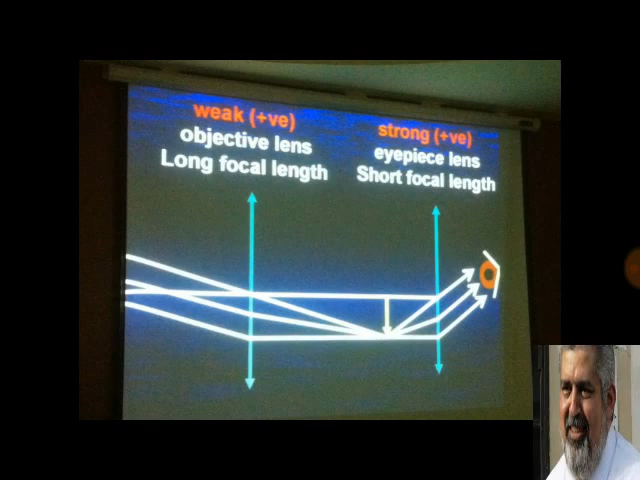 weak (+ve)
objective lens
Long focal length
strong (+ve)
eyepiece lens
Short focal length